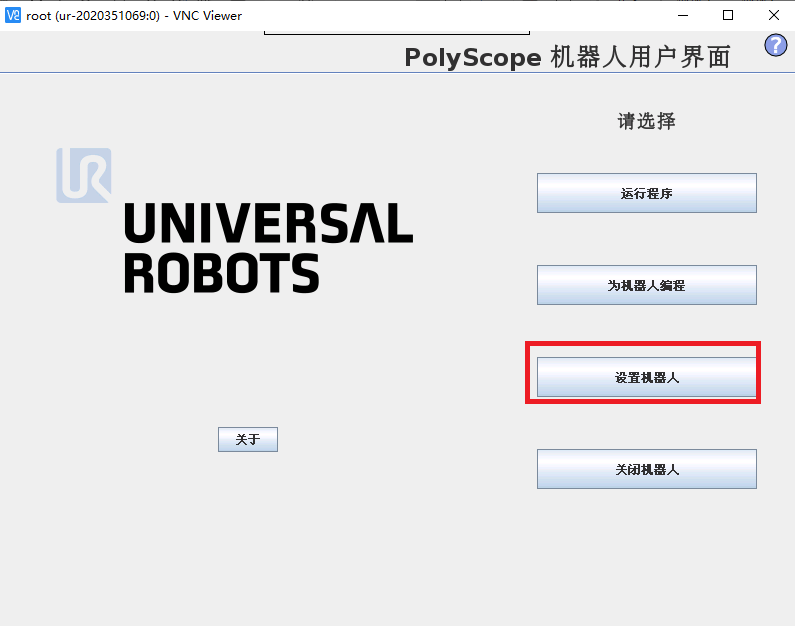 root (ur-2020351069:0) - VNC Viewer
PolyScope 机器人用户界面
请选择
UR
UNIVERSAL
ROBOTS
运行程序
为机器人编程
设置机器人
关于
关闭机器人